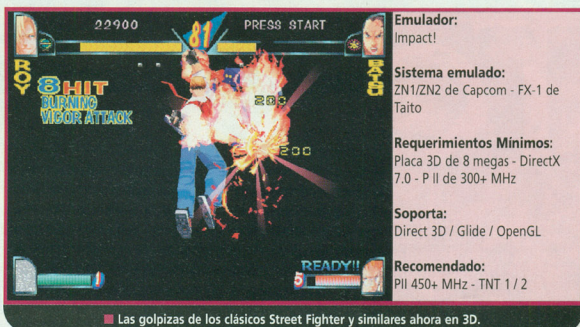 22900 81 PRESS START
ROY
BATSU
8 HIT
BURNING
VIGOR ATTACK
200
200
READY!!
1
5
Emulador:
Impact!
Sistema emulado:
ZN1/ZN2 de Capcom - FX-1 de
Taito
Requerimientos Mínimos:
Placa 3D de 8 megas - DirectX
7.0 - P II de 300+ MHz
Soporta:
Direct 3D / Glide / OpenGL
Recomendado:
PII 450+ MHz - TNT 1 / 2
Las golpizas de los clásicos Street Fighter y similares ahora en 3D.